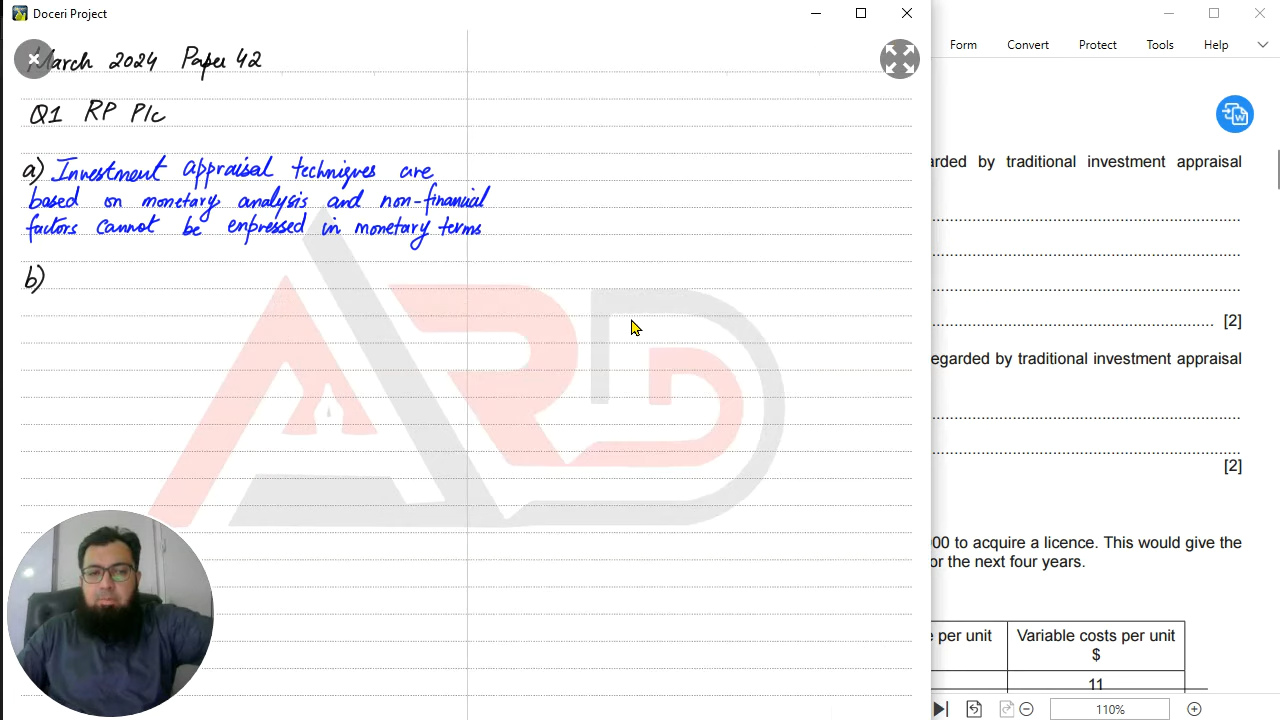 Doceri Project
March 2024 Paper 42
Q1 RP Plc
a) Investment appraisal techniques are
based on monetary analysis and non-financial
factors cannot be expressed in monetary terms
b)
ARD
Form Convert Protect Tools Help
arded by traditional investment appraisal
[2]
egarded by traditional investment appraisal
[2]
00 to acquire a licence. This would give the
or the next four years.
e per unit Variable costs per unit
$
11
110%